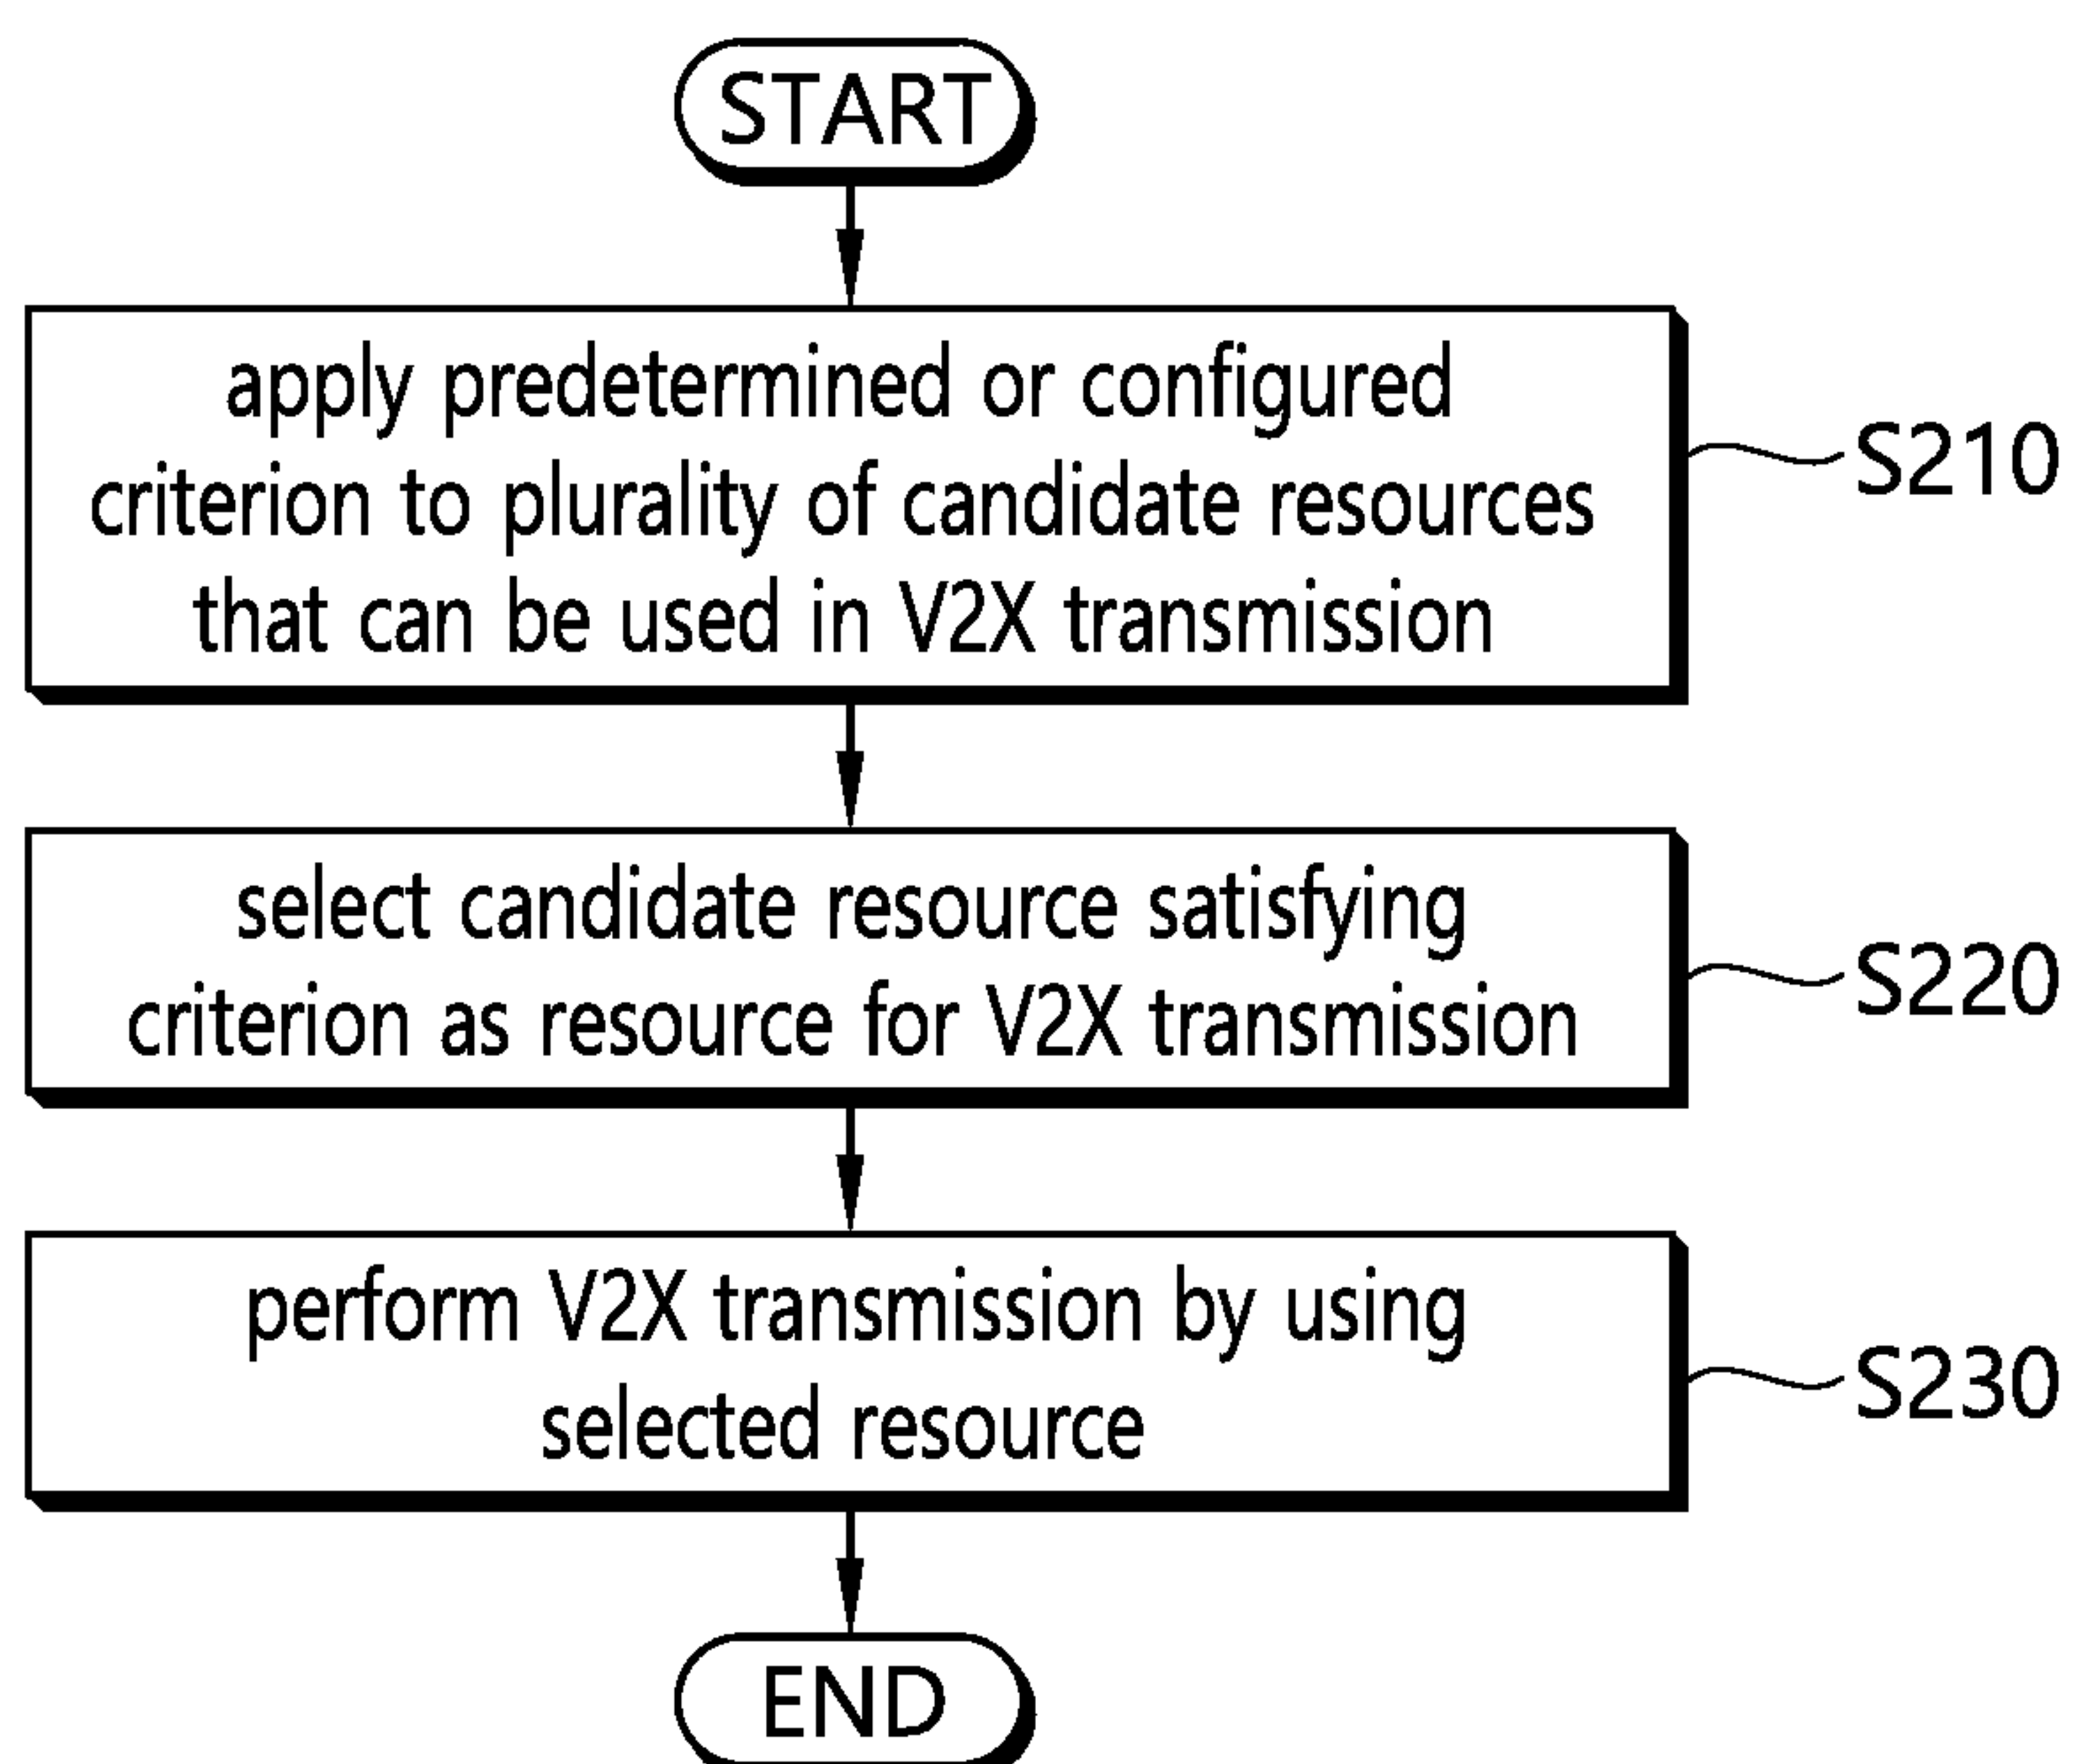 START
apply predetermined or configured
criterion to plurality of candidate resources
that can be used in V2X transmission
S210
select candidate resource satisfying
criterion as resource for V2X transmission
S220
perform V2X transmission by using
selected resource
S230
END